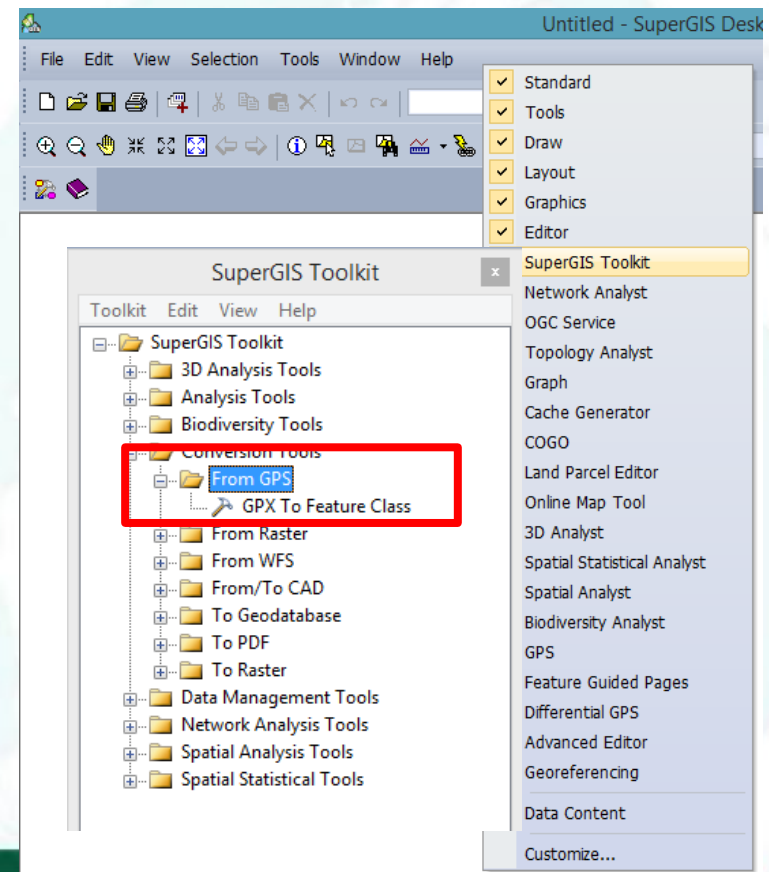 Untitled - SuperGIS Desk
File Edit View Selection Tools Window Help
Standard
Tools
Draw
Layout
Graphics
Editor
SuperGIS Toolkit
Network Analyst
OGC Service
Topology Analyst
Graph
Cache Generator
COGO
Land Parcel Editor
Online Map Tool
3D Analyst
Spatial Statistical Analyst
Spatial Analyst
Biodiversity Analyst
GPS
Feature Guided Pages
Differential GPS
Advanced Editor
Georeferencing
Data Content
Customize...
SuperGIS Toolkit
Toolkit Edit View Help
SuperGIS Toolkit
3D Analysis Tools
Analysis Tools
Biodiversity Tools
Conversion Tools
From GPS
GPX To Feature Class
From Raster
From WFS
From/To CAD
To Geodatabase
To PDF
To Raster
Data Management Tools
Network Analysis Tools
Spatial Analysis Tools
Spatial Statistical Tools